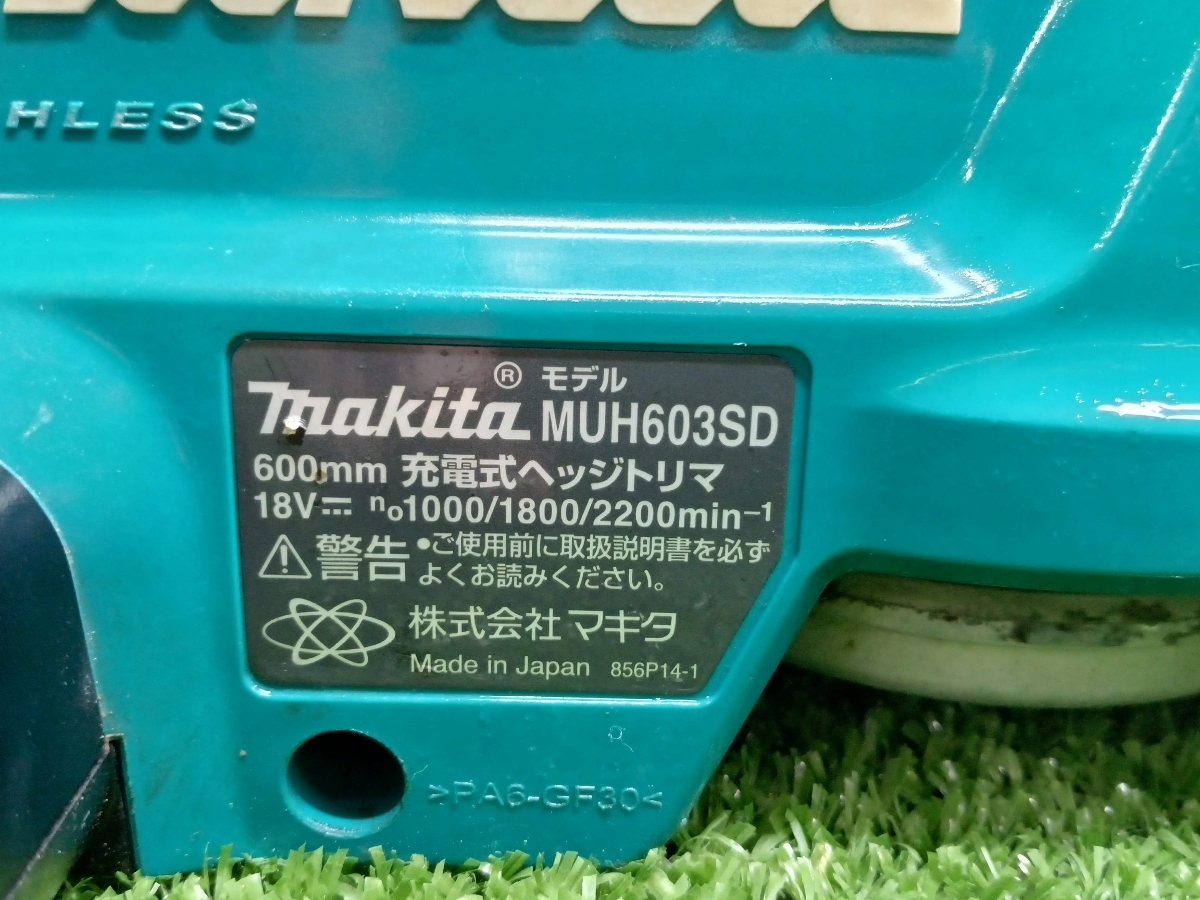 HLESS
makita® モデル
MUH603SD
600mm 充電式ヘッジトリマ
18V⎓ n₀1000/1800/2200min⁻¹
⚠警告 •ご使用前に取扱説明書を必ず
よくお読みください。
株式会社マキタ
Made in Japan 856P14-1
>PA6-GF30<